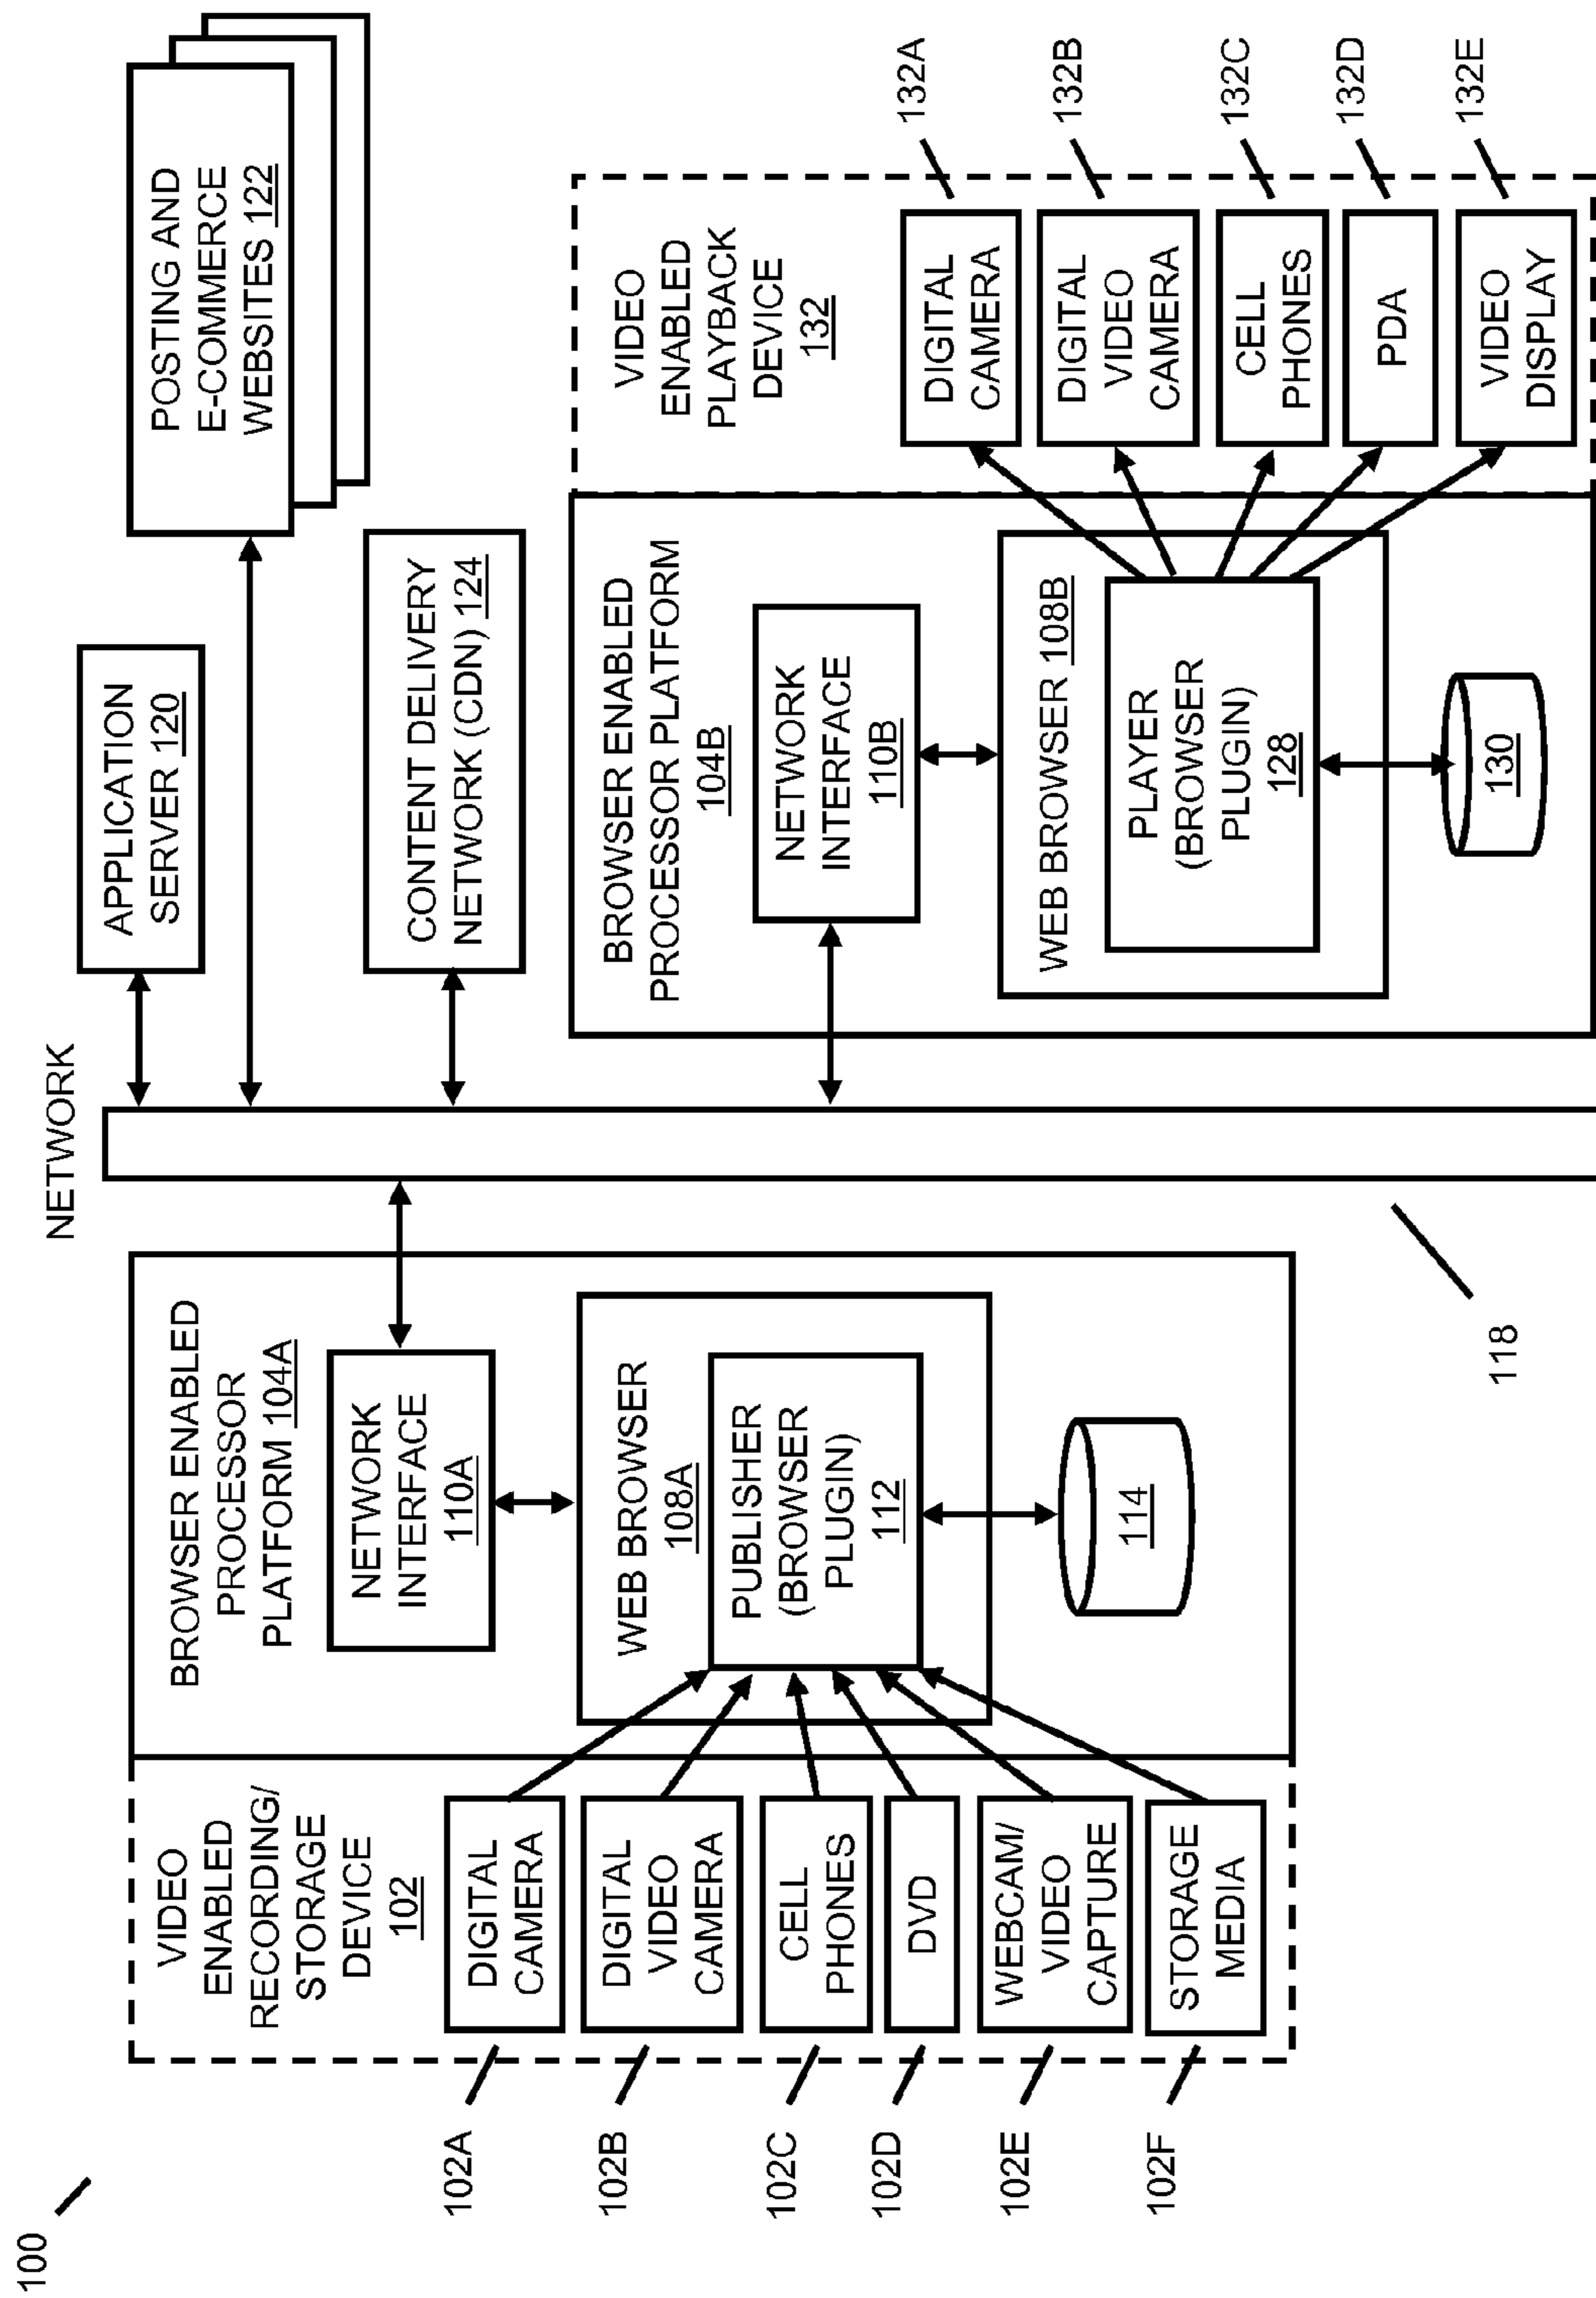 100
VIDEO
ENABLED
RECORDING/
STORAGE
DEVICE
102
DIGITAL
CAMERA
DIGITAL
VIDEO
CAMERA
CELL
PHONES
DVD
WEBCAM/
VIDEO
CAPTURE
STORAGE
MEDIA
102A
102B
102C
102D
102E
102F
BROWSER ENABLED
PROCESSOR
PLATFORM 104A
NETWORK
INTERFACE
110A
WEB BROWSER
108A
PUBLISHER
(BROWSER
PLUGIN)
112
114
NETWORK
118
APPLICATION
SERVER 120
POSTING AND
E-COMMERCE
WEBSITES 122
CONTENT DELIVERY
NETWORK (CDN) 124
BROWSER ENABLED
PROCESSOR PLATFORM
104B
NETWORK
INTERFACE
110B
WEB BROWSER 108B
PLAYER
(BROWSER
PLUGIN)
128
130
VIDEO
ENABLED
PLAYBACK
DEVICE
132
DIGITAL
CAMERA
DIGITAL
VIDEO
CAMERA
CELL
PHONES
PDA
VIDEO
DISPLAY
132A
132B
132C
132D
132E